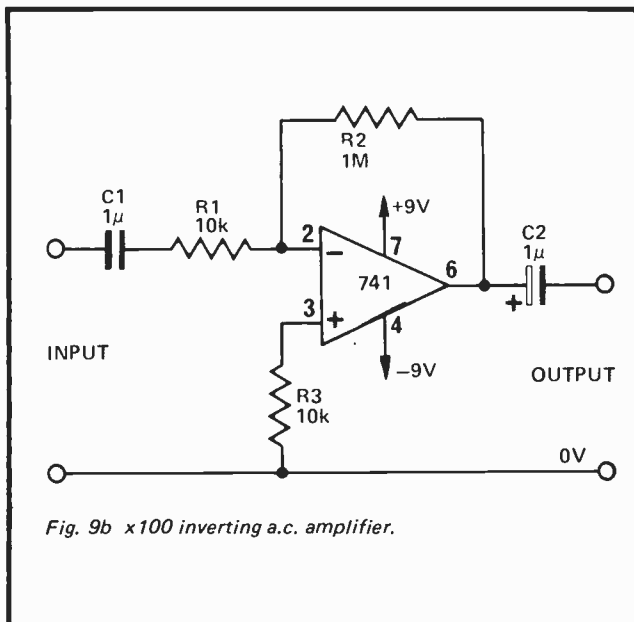 R2
1M
C1
1μ
R1
10k
+9V
C2
1μ
2
7
−
741
6
3
+
4
+
INPUT
−9V
OUTPUT
R3
10k
0V
Fig. 9b x100 inverting a.c. amplifier.